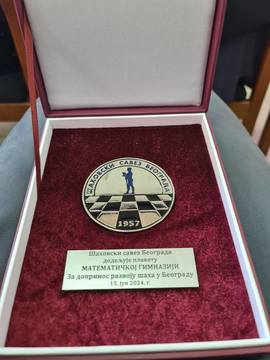 ШАХОВСКИ САВЕЗ БЕОГРАДА
1957
Шаховски савез Београда
додељује плакету
МАТЕМАТИЧКОЈ ГИМНАЗИЈИ
За допринос развоју шаха у Београду
15. јун 2024. г.